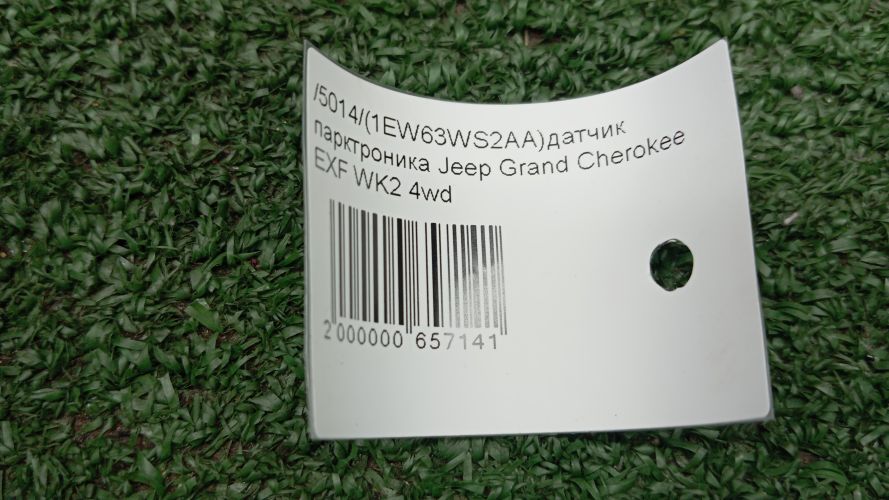 /5014/(1EW63WS2AA)датчик
парктроника Jeep Grand Cherokee
EXF WK2 4wd
2 000000 657141